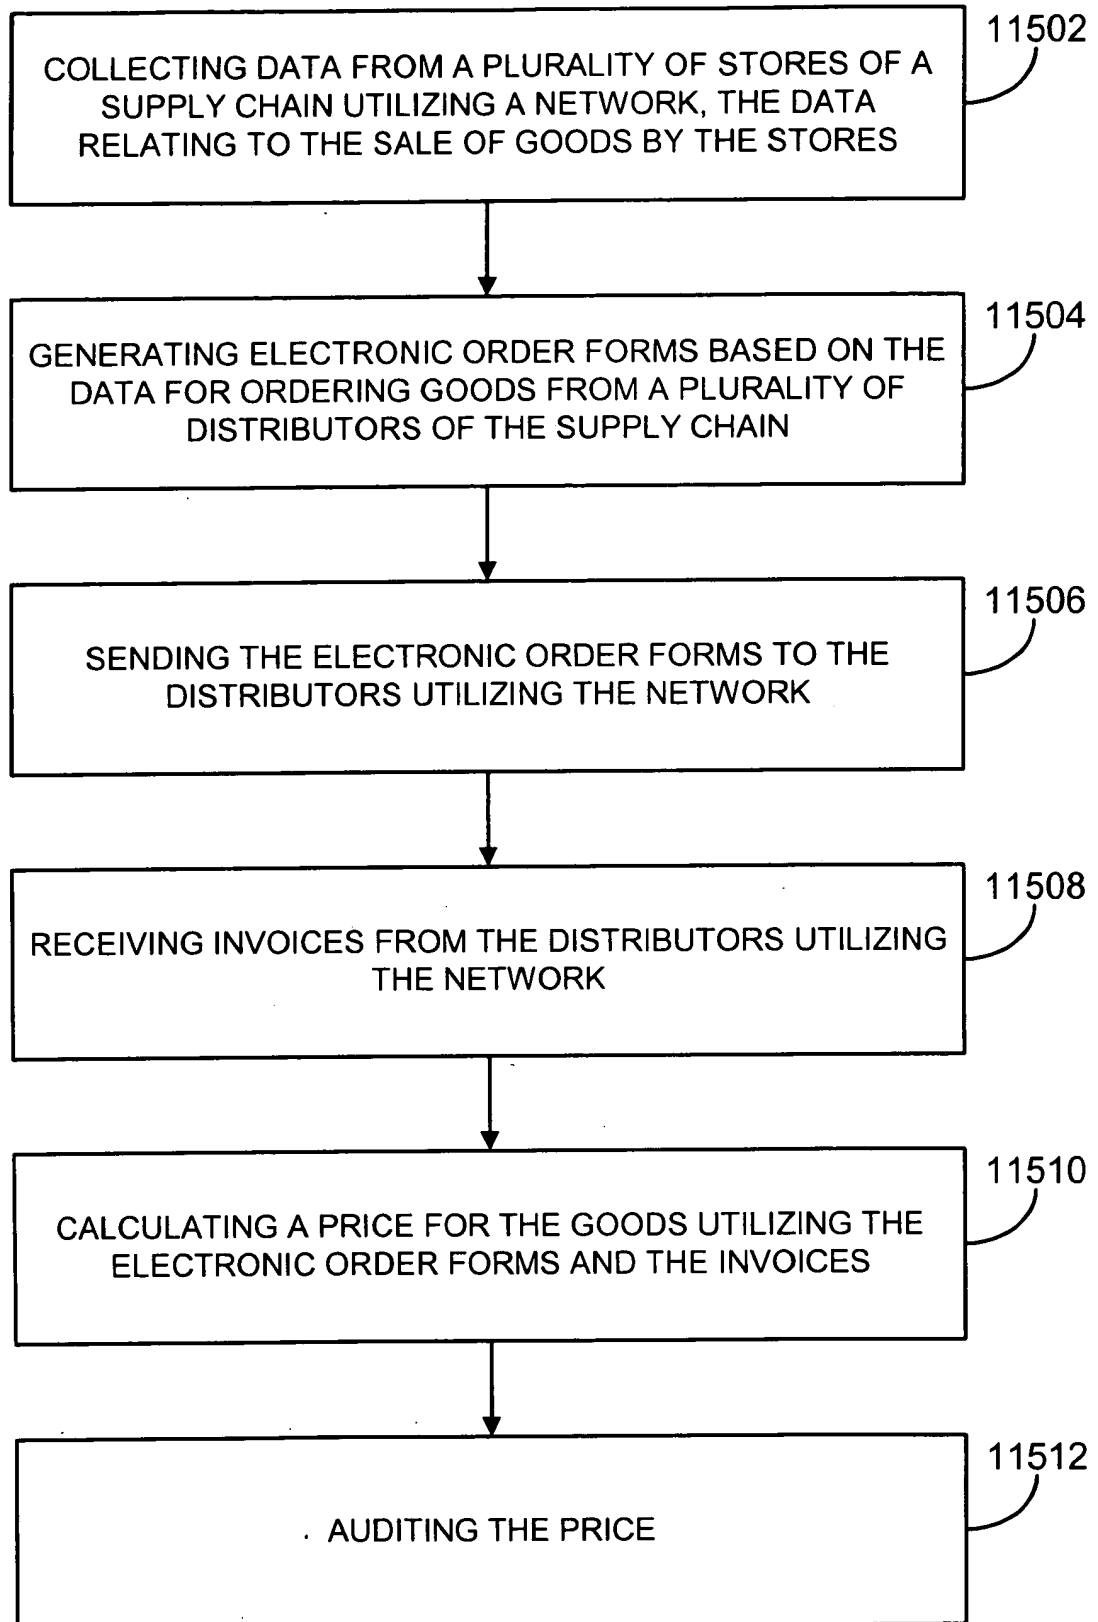 11502
COLLECTING DATA FROM A PLURALITY OF STORES OF A
SUPPLY CHAIN UTILIZING A NETWORK, THE DATA
RELATING TO THE SALE OF GOODS BY THE STORES
11504
GENERATING ELECTRONIC ORDER FORMS BASED ON THE
DATA FOR ORDERING GOODS FROM A PLURALITY OF
DISTRIBUTORS OF THE SUPPLY CHAIN
11506
SENDING THE ELECTRONIC ORDER FORMS TO THE
DISTRIBUTORS UTILIZING THE NETWORK
11508
RECEIVING INVOICES FROM THE DISTRIBUTORS UTILIZING
THE NETWORK
11510
CALCULATING A PRICE FOR THE GOODS UTILIZING THE
ELECTRONIC ORDER FORMS AND THE INVOICES
11512
AUDITING THE PRICE